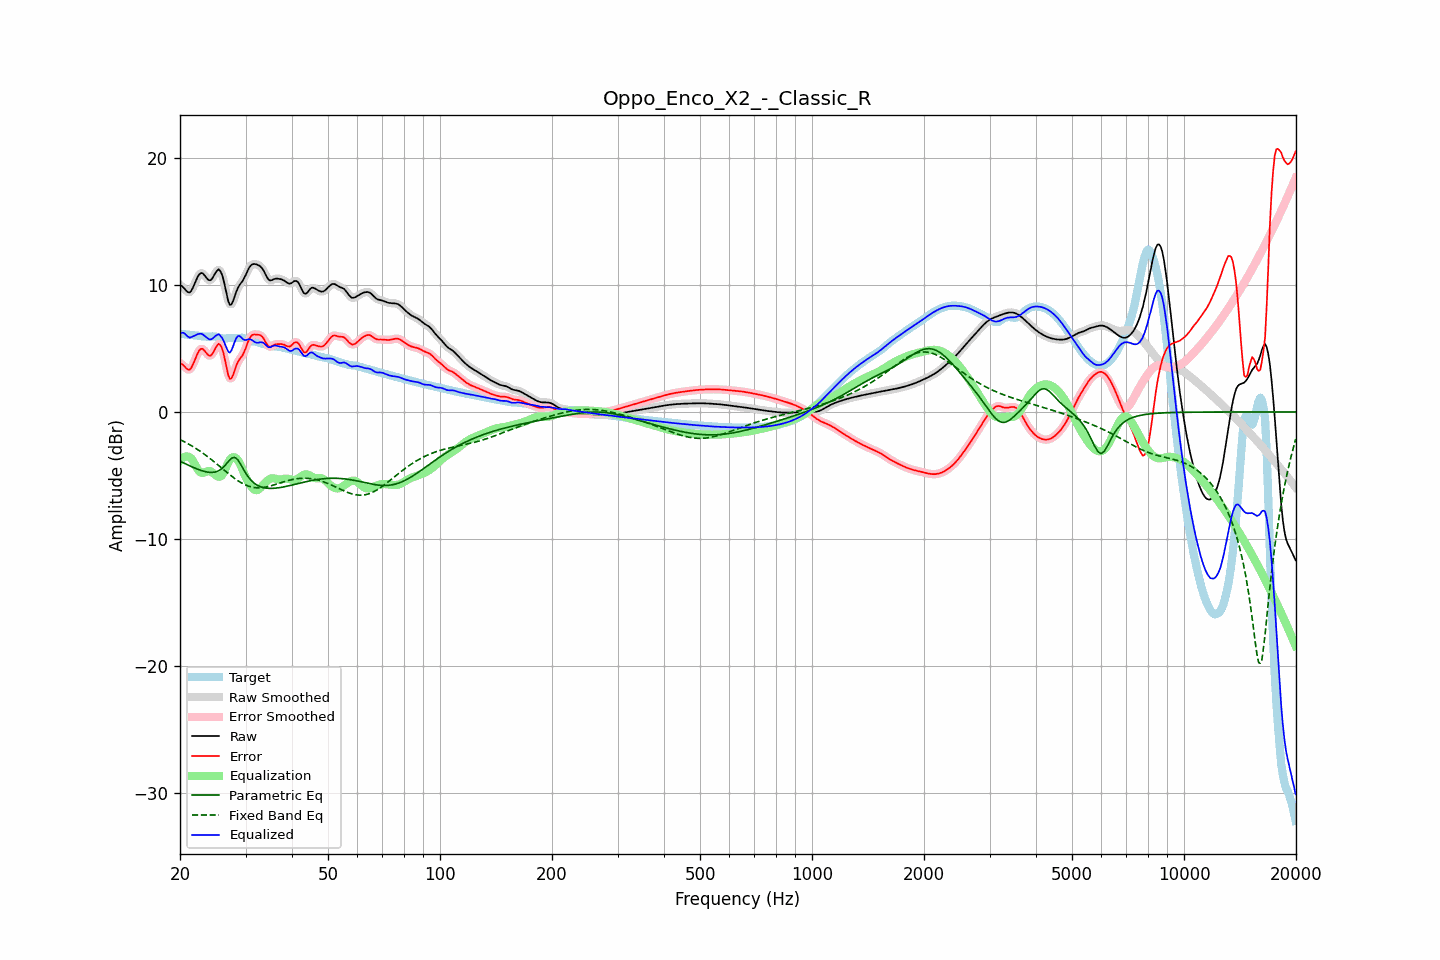 Oppo_Enco_X2_-_Classic_R
Amplitude (dBr)
20
10
0
−10
−20
−30
Target
Raw Smoothed
Error Smoothed
Raw
Error
Equalization
Parametric Eq
Fixed Band Eq
Equalized
20 50 100 200 500 1000 2000 5000 10000 20000
Frequency (Hz)